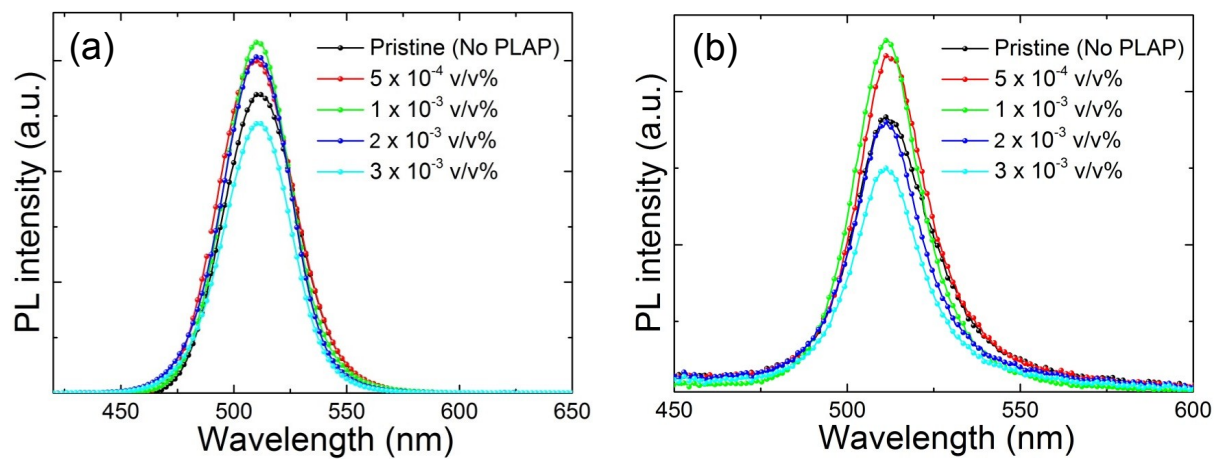 (a)
Pristine (No PLAP)
5 x 10⁻⁴ v/v%
1 x 10⁻³ v/v%
2 x 10⁻³ v/v%
3 x 10⁻³ v/v%
PL intensity (a.u.)
450 500 550 600 650
Wavelength (nm)
(b)
Pristine (No PLAP)
5 x 10⁻⁴ v/v%
1 x 10⁻³ v/v%
2 x 10⁻³ v/v%
3 x 10⁻³ v/v%
PL intensity (a.u.)
450 500 550 600
Wavelength (nm)